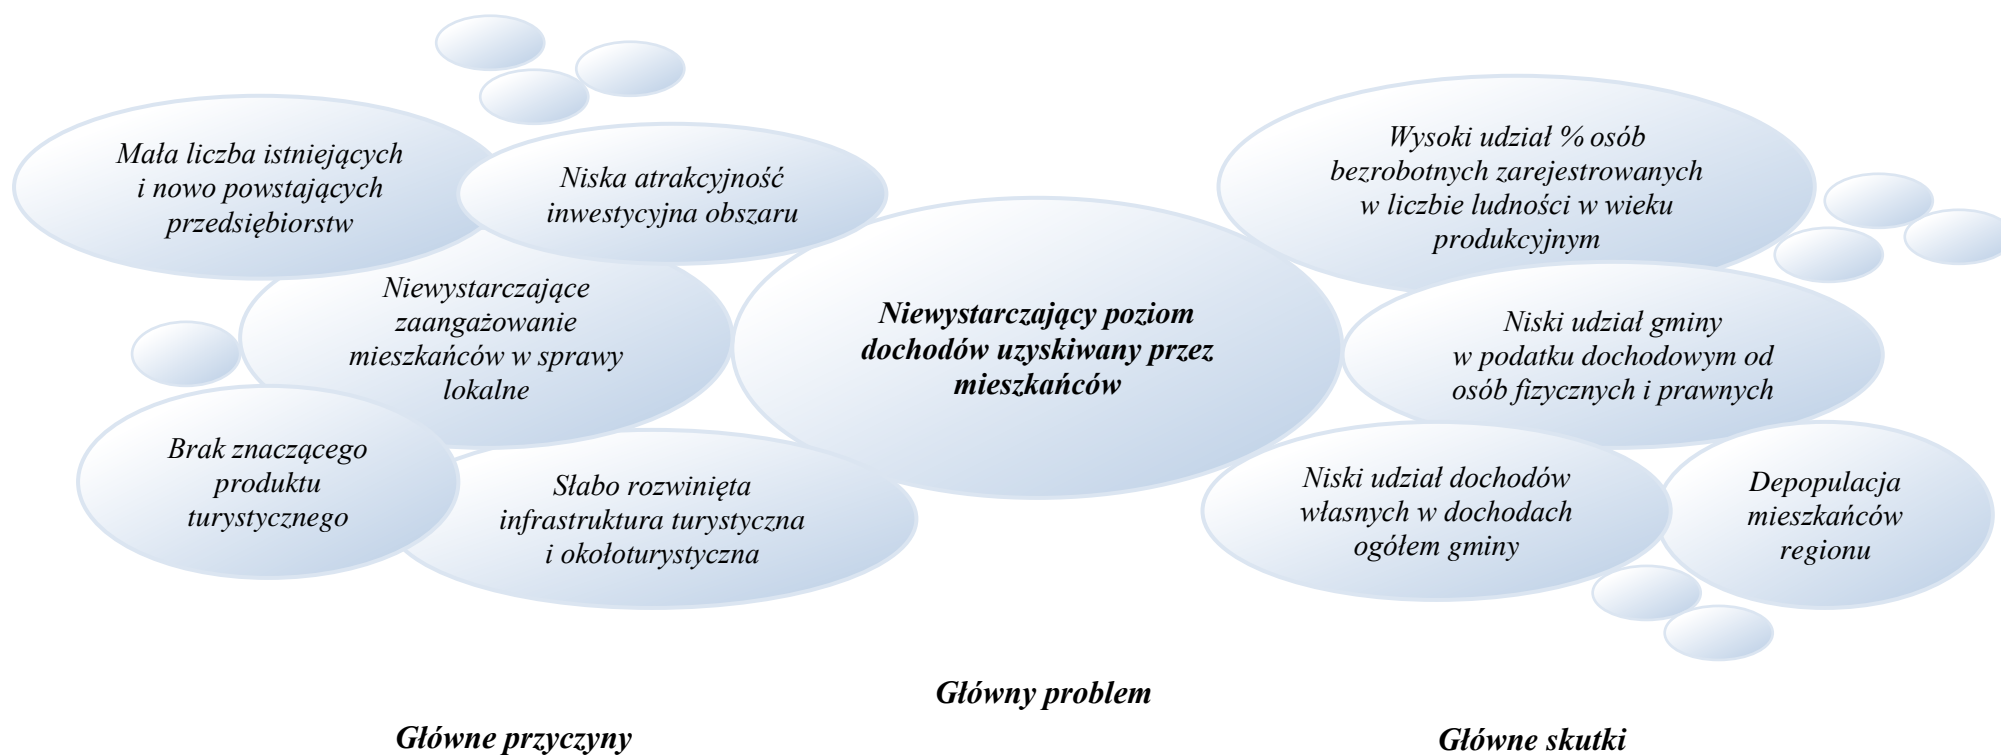 Mała liczba istniejących
i nowo powstających
przedsiębiorstw
Niska atrakcyjność
inwestycyjna obszaru
Niewystarczające
zaangażowanie
mieszkańców w sprawy
lokalne
Brak znaczącego
produktu
turystycznego
Słabo rozwinięta
infrastruktura turystyczna
i okołoturystyczna
Niewystarczający poziom
dochodów uzyskiwany przez
mieszkańców
Wysoki udział % osób
bezrobotnych zarejestrowanych
w liczbie ludności w wieku
produkcyjnym
Niski udział gminy
w podatku dochodowym od
osób fizycznych i prawnych
Niski udział dochodów
własnych w dochodach
ogółem gminy
Depopulacja
mieszkańców
regionu
Główny problem
Główne przyczyny
Główne skutki